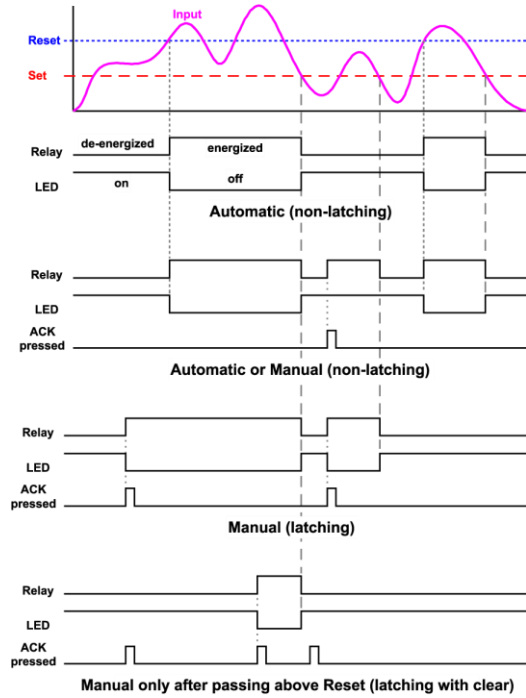 Input
Reset
Set
de-energized energized
Relay
LED
on off
Automatic (non-latching)
Relay
LED
ACK
pressed
Automatic or Manual (non-latching)
Relay
LED
ACK
pressed
Manual (latching)
Relay
LED
ACK
pressed
Manual only after passing above Reset (latching with clear)